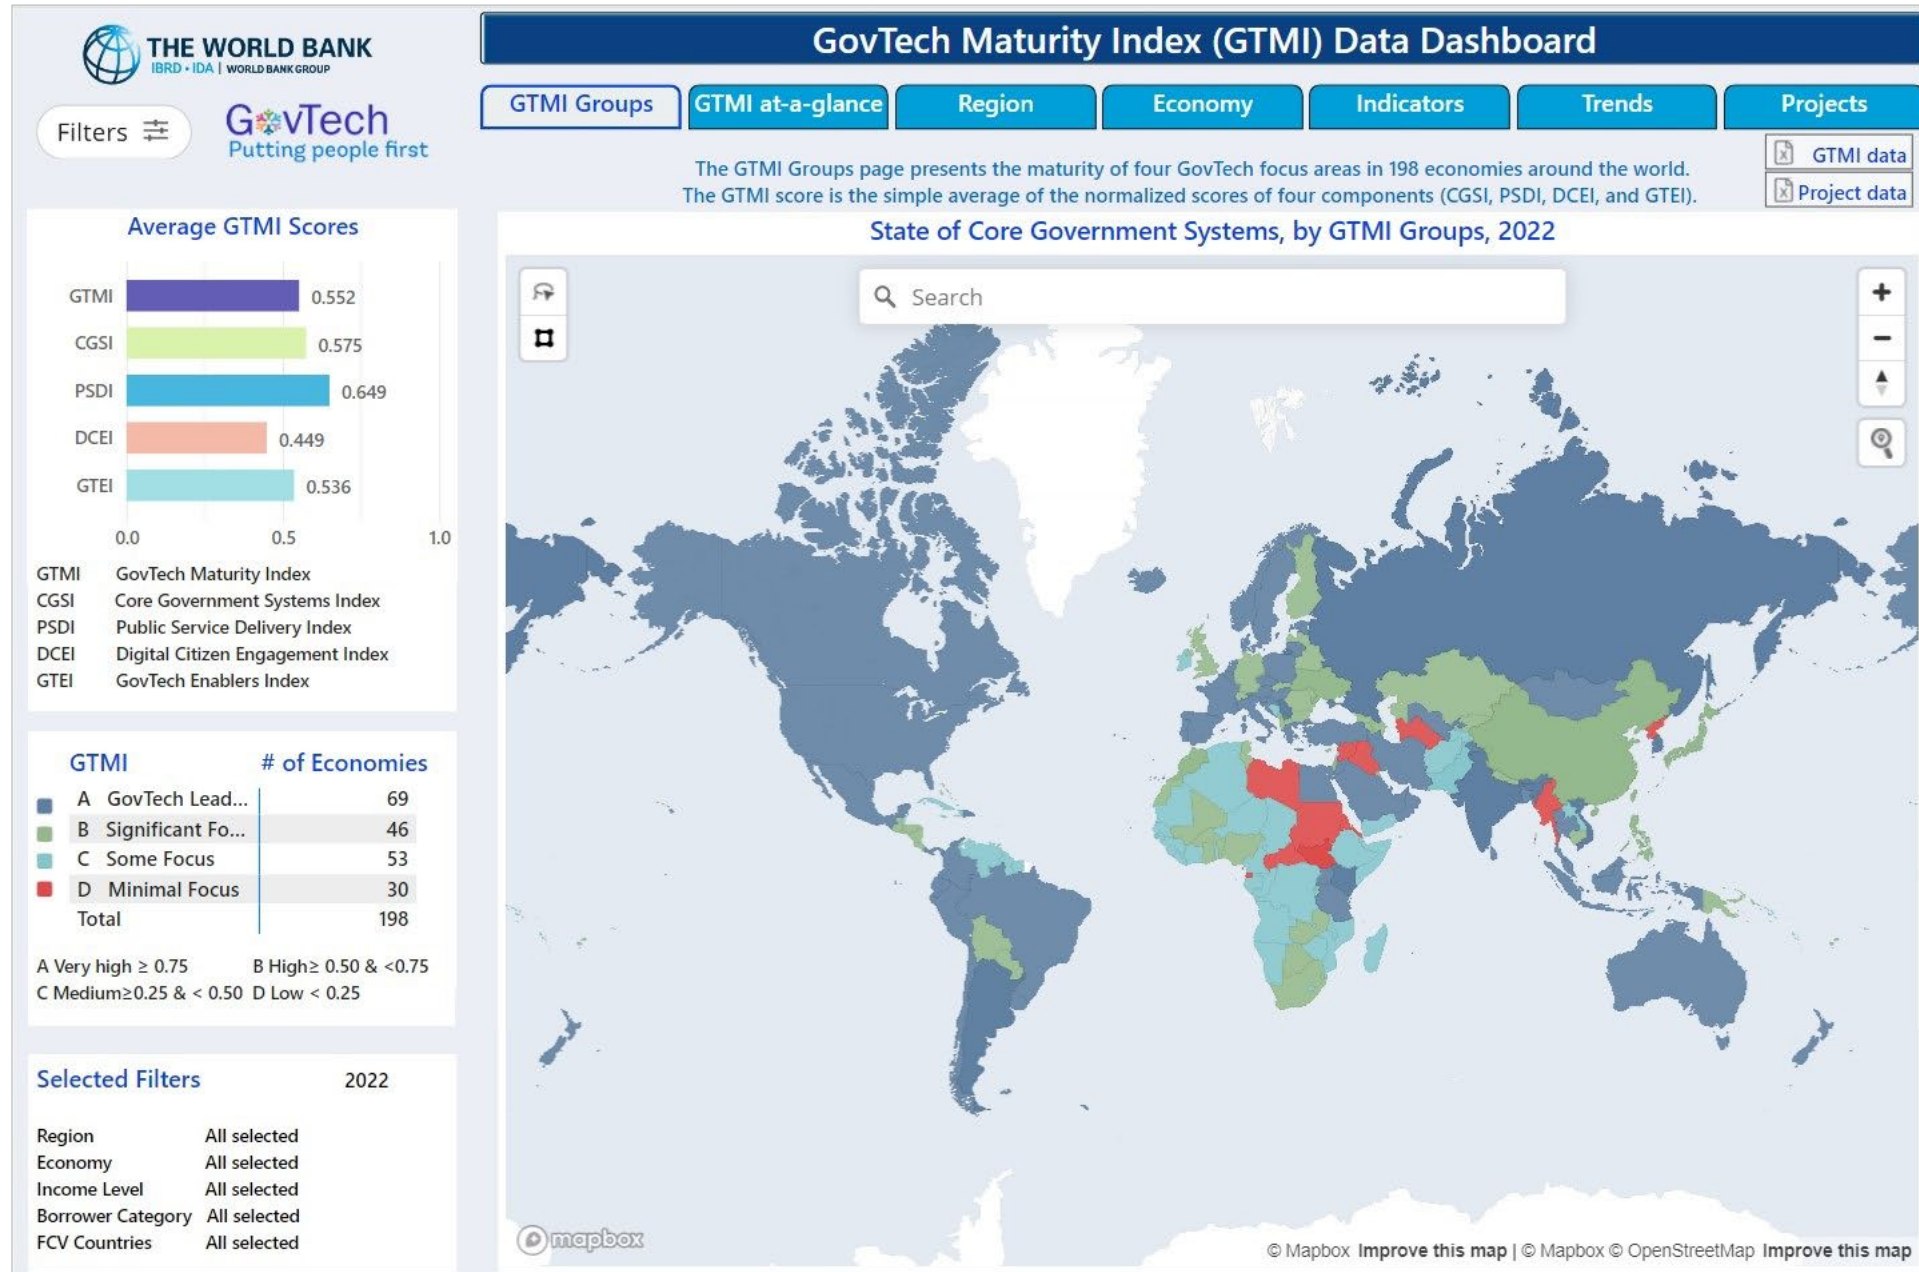 THE WORLD BANK
IBRD • IDA | WORLD BANK GROUP
Filters
GovTech
Putting people first
GovTech Maturity Index (GTMI) Data Dashboard
GTMI Groups
GTMI at-a-glance
Region
Economy
Indicators
Trends
Projects
The GTMI Groups page presents the maturity of four GovTech focus areas in 198 economies around the world.
The GTMI score is the simple average of the normalized scores of four components (CGSI, PSDI, DCEI, and GTEI).
GTMI data
Project data
Average GTMI Scores
GTMI 0.552
CGSI 0.575
PSDI 0.649
DCEI 0.449
GTEI 0.536
0.0 0.5 1.0
GTMI GovTech Maturity Index
CGSI Core Government Systems Index
PSDI Public Service Delivery Index
DCEI Digital Citizen Engagement Index
GTEI GovTech Enablers Index
GTMI # of Economies
A GovTech Lead... 69
B Significant Fo... 46
C Some Focus 53
D Minimal Focus 30
Total 198
A Very high ≥ 0.75 B High≥ 0.50 & <0.75
C Medium≥0.25 & < 0.50 D Low < 0.25
Selected Filters 2022
Region All selected
Economy All selected
Income Level All selected
Borrower Category All selected
FCV Countries All selected
State of Core Government Systems, by GTMI Groups, 2022
Search
mapbox
© Mapbox Improve this map | © Mapbox © OpenStreetMap Improve this map